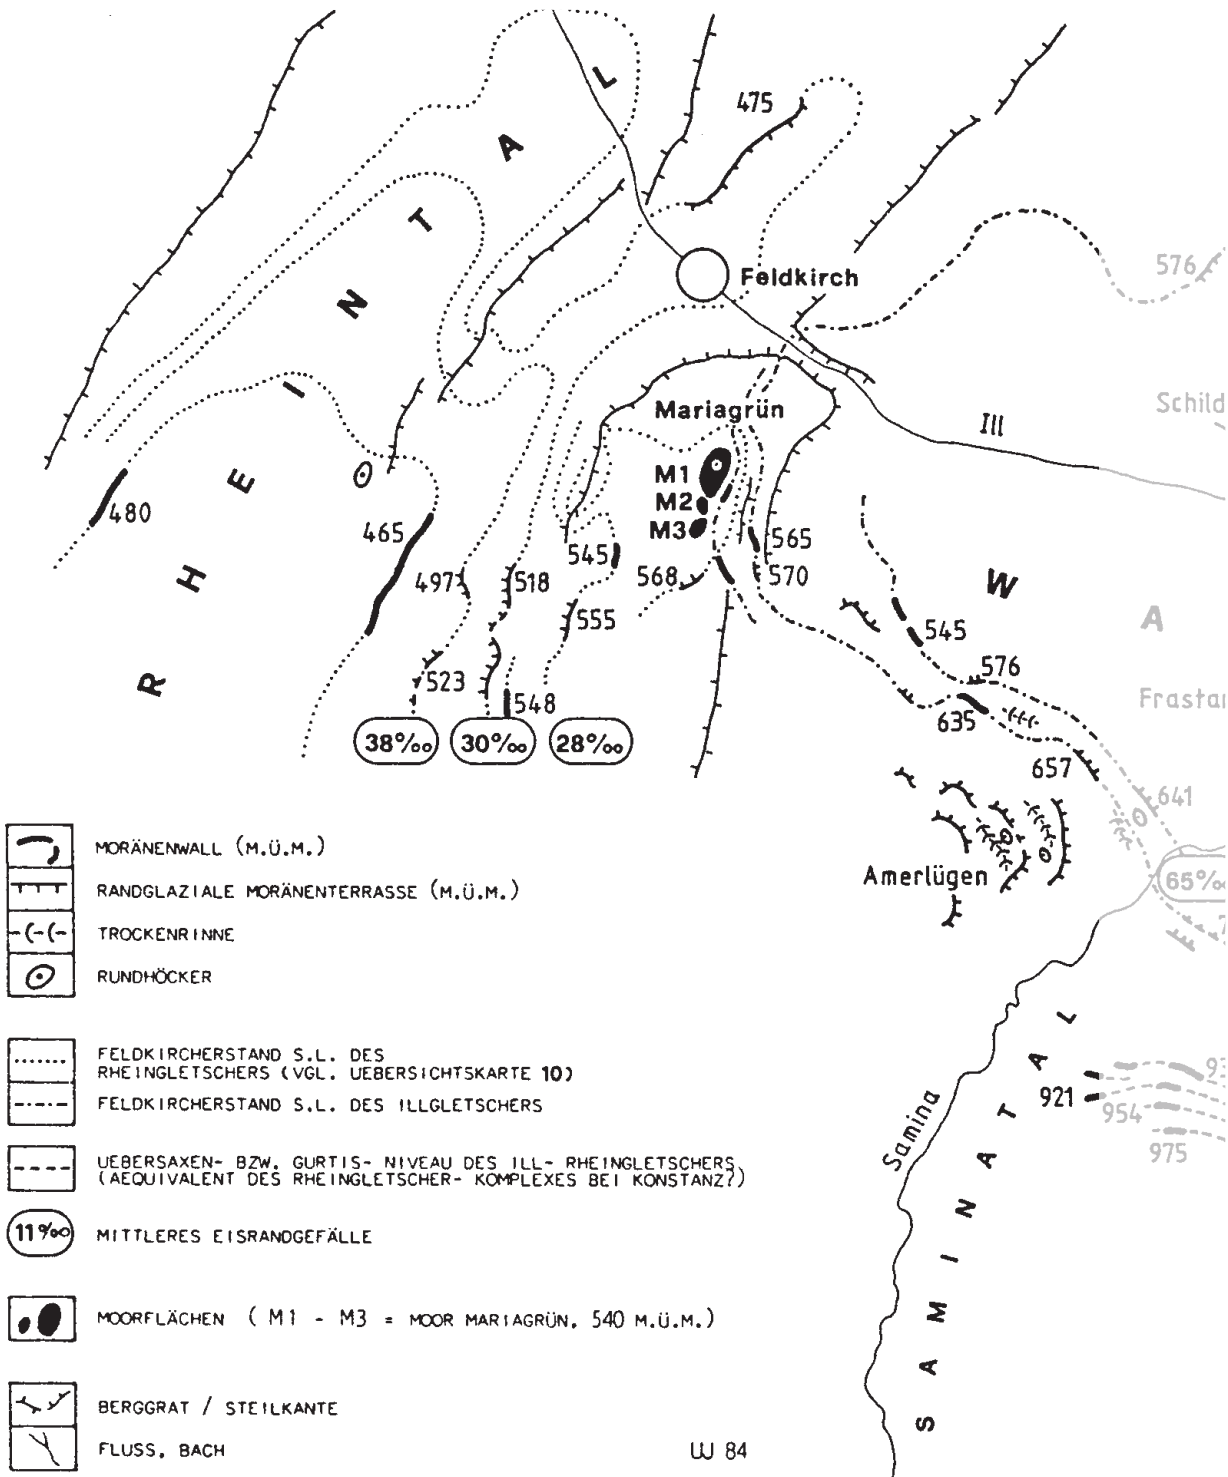 RHEINTAL
475
Feldkirch
576
Schild
Mariagrün
Ill
M1
M2
M3
480
465
545
565
568
570
497
518
555
W
A
545
523
548
576
Frastan
635
38‰
30‰
28‰
657
641
Amerlügen
65‰
7
SAMINATAL
Samina
921
93
954
975
MORÄNENWALL (M.Ü.M.)
RANDGLAZIALE MORÄNENTERRASSE (M.Ü.M.)
TROCKENRINNE
RUNDHÖCKER
FELDKIRCHERSTAND S.L. DES
RHEINGLETSCHERS (VGL. UEBERSICHTSKARTE 10)
FELDKIRCHERSTAND S.L. DES ILLGLETSCHERS
UEBERSAXEN- BZW. GURTIS- NIVEAU DES ILL- RHEINGLETSCHERS
(AEQUIVALENT DES RHEINGLETSCHER- KOMPLEXES BEI KONSTANZ?)
11‰ MITTLERES EISRANDGEFÄLLE
MOORFLÄCHEN ( M1 - M3 = MOOR MARIAGRÜN, 540 M.Ü.M.)
BERGGRAT / STEILKANTE
FLUSS, BACH
W 84